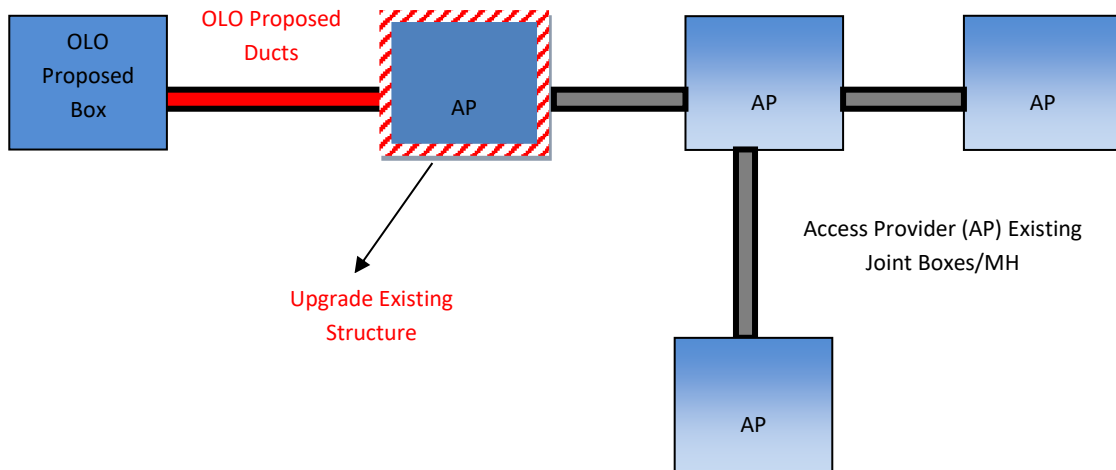 OLO
Proposed
Box
OLO Proposed
Ducts
AP
AP
AP
Access Provider (AP) Existing
Joint Boxes/MH
Upgrade Existing
Structure
AP